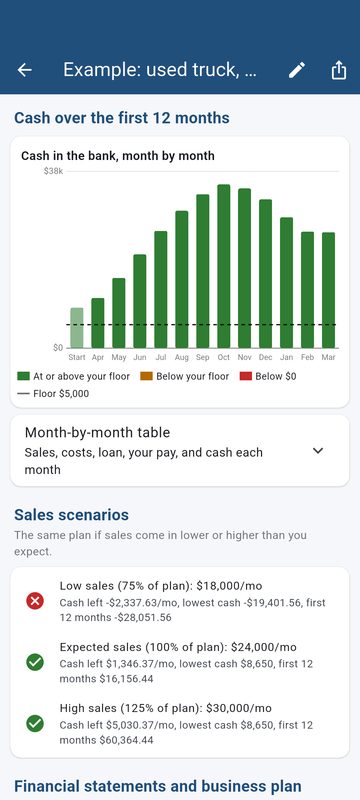 Example: used truck, ...
Cash over the first 12 months
Cash in the bank, month by month
$38k
$0
Start Apr May Jun Jul Aug Sep Oct Nov Dec Jan Feb Mar
At or above your floor Below your floor Below $0
Floor $5,000
Month-by-month table
Sales, costs, loan, your pay, and cash each
month
Sales scenarios
The same plan if sales come in lower or higher than you
expect.
Low sales (75% of plan): $18,000/mo
Cash left -$2,337.63/mo, lowest cash -$19,401.56, first
12 months -$28,051.56
Expected sales (100% of plan): $24,000/mo
Cash left $1,346.37/mo, lowest cash $8,650, first 12
months $16,156.44
High sales (125% of plan): $30,000/mo
Cash left $5,030.37/mo, lowest cash $8,650, first 12
months $60,364.44
Financial statements and business plan